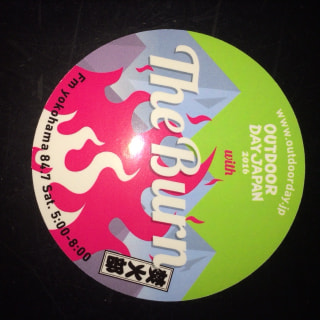 www.outdoorday.jp
OUTDOOR
DAY JAPAN
2016
with
The Burn
焚火部
Fm yokohama 84.7 Sat. 5:00-8:00